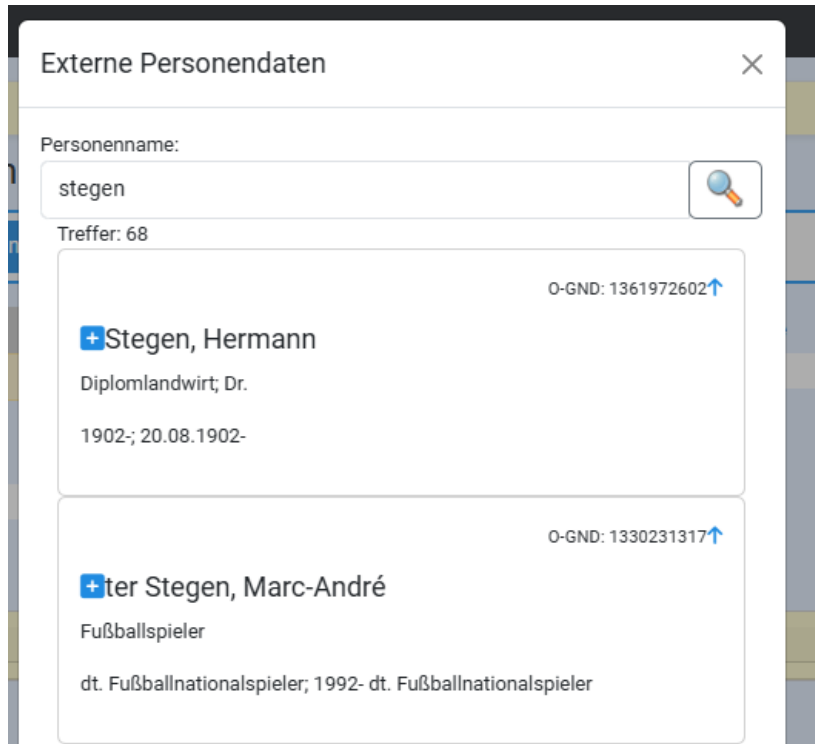 Externe Personendaten
Personenname:
stegen
Treffer: 68
O-GND: 1361972602
Stegen, Hermann
Diplomlandwirt; Dr.
1902-; 20.08.1902-
O-GND: 1330231317
ter Stegen, Marc-André
Fußballspieler
dt. Fußballnationalspieler; 1992- dt. Fußballnationalspieler